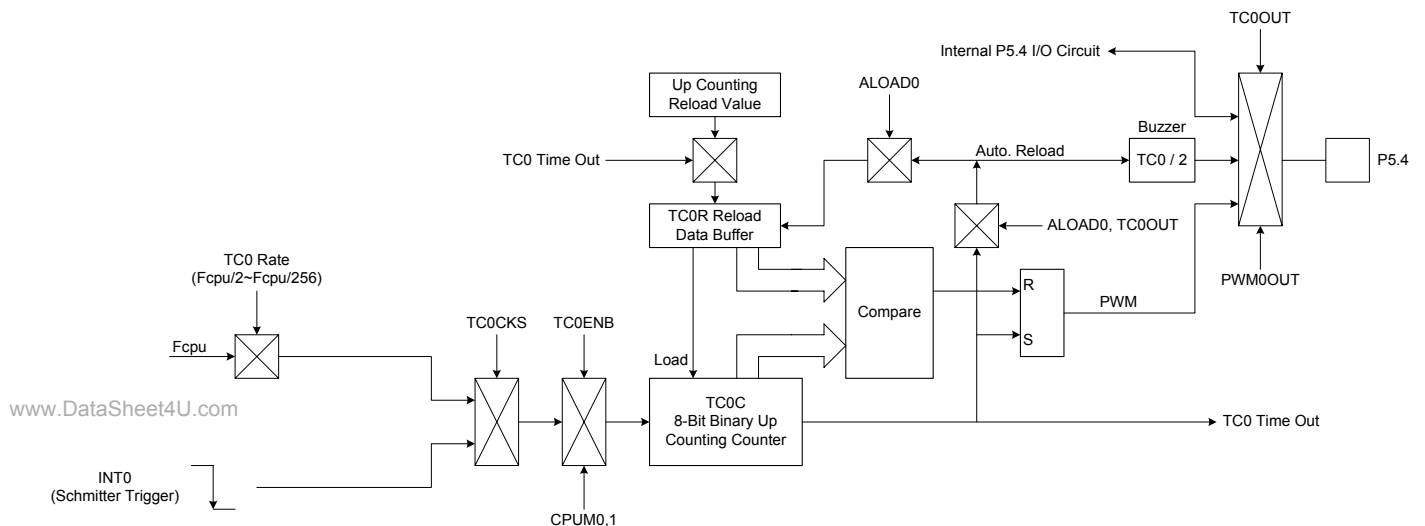 TC0OUT
Internal P5.4 I/O Circuit
Up Counting
Reload Value
ALOAD0
Buzzer
TC0 Time Out
Auto. Reload
TC0 / 2
P5.4
TC0R Reload
Data Buffer
ALOAD0, TC0OUT
TC0 Rate
(Fcpu/2~Fcpu/256)
PWM0OUT
R
Compare
PWM
TC0CKS
TC0ENB
S
Fcpu
Load
TC0C
8-Bit Binary Up
Counting Counter
www.DataSheet4U.com
TC0 Time Out
INT0
(Schmitter Trigger)
CPUM0,1